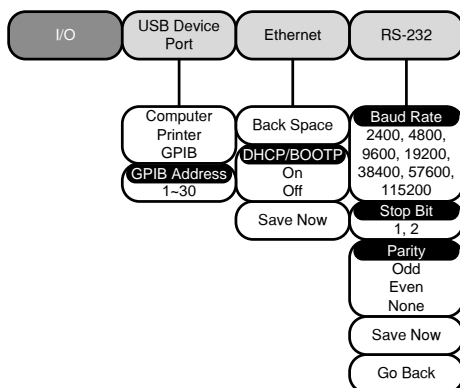 I/O
USB Device
Port
Ethernet
RS-232
Computer
Printer
GPIB
GPIB Address
1~30
Back Space
DHCP/BOOTP
On
Off
Save Now
Baud Rate
2400, 4800,
9600, 19200,
38400, 57600,
115200
Stop Bit
1, 2
Parity
Odd
Even
None
Save Now
Go Back